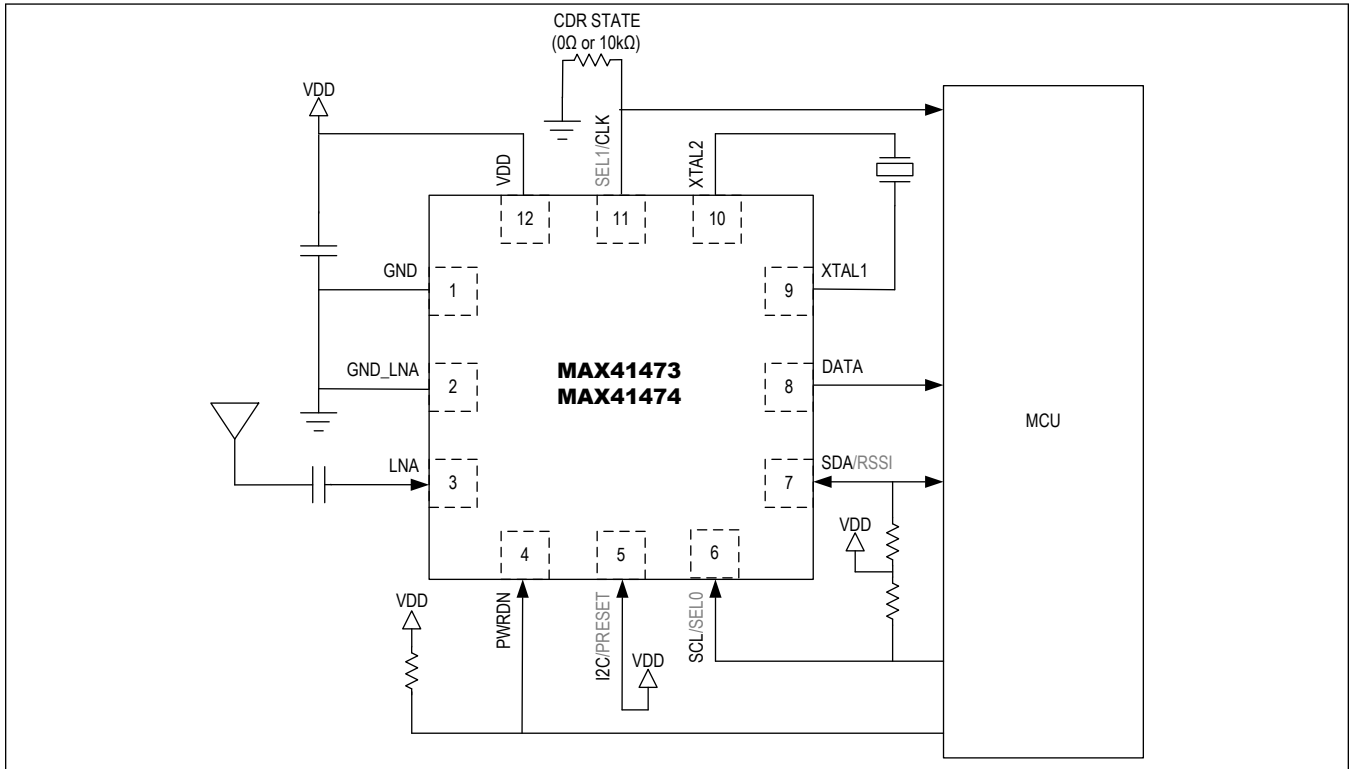 CDR STATE
(0Ω or 10kΩ)
VDD
VDD
SEL1/CLK
XTAL2
12
11
10
GND
1
9
XTAL1
GND_LNA
2
MAX41473
MAX41474
8
DATA
MCU
LNA
3
7
SDA/RSSI
VDD
4
5
6
VDD
PWRDN
I2C/PRESET
VDD
SCL/SEL0